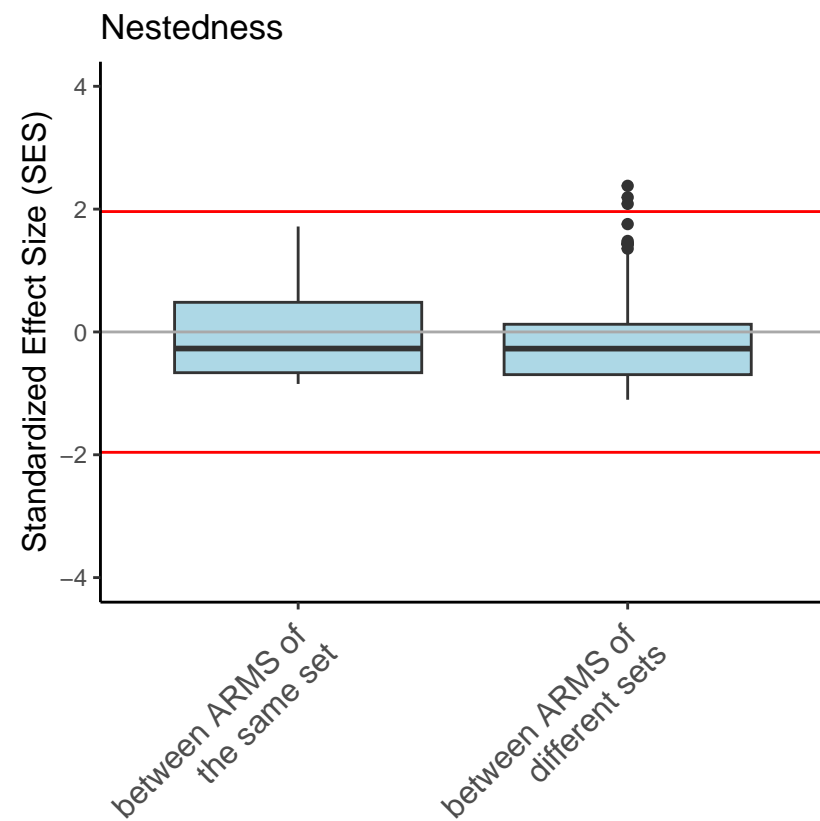 Nestedness
Standardized Effect Size (SES)
4
2
0
−2
−4
between ARMS of
the same set
between ARMS of
different sets